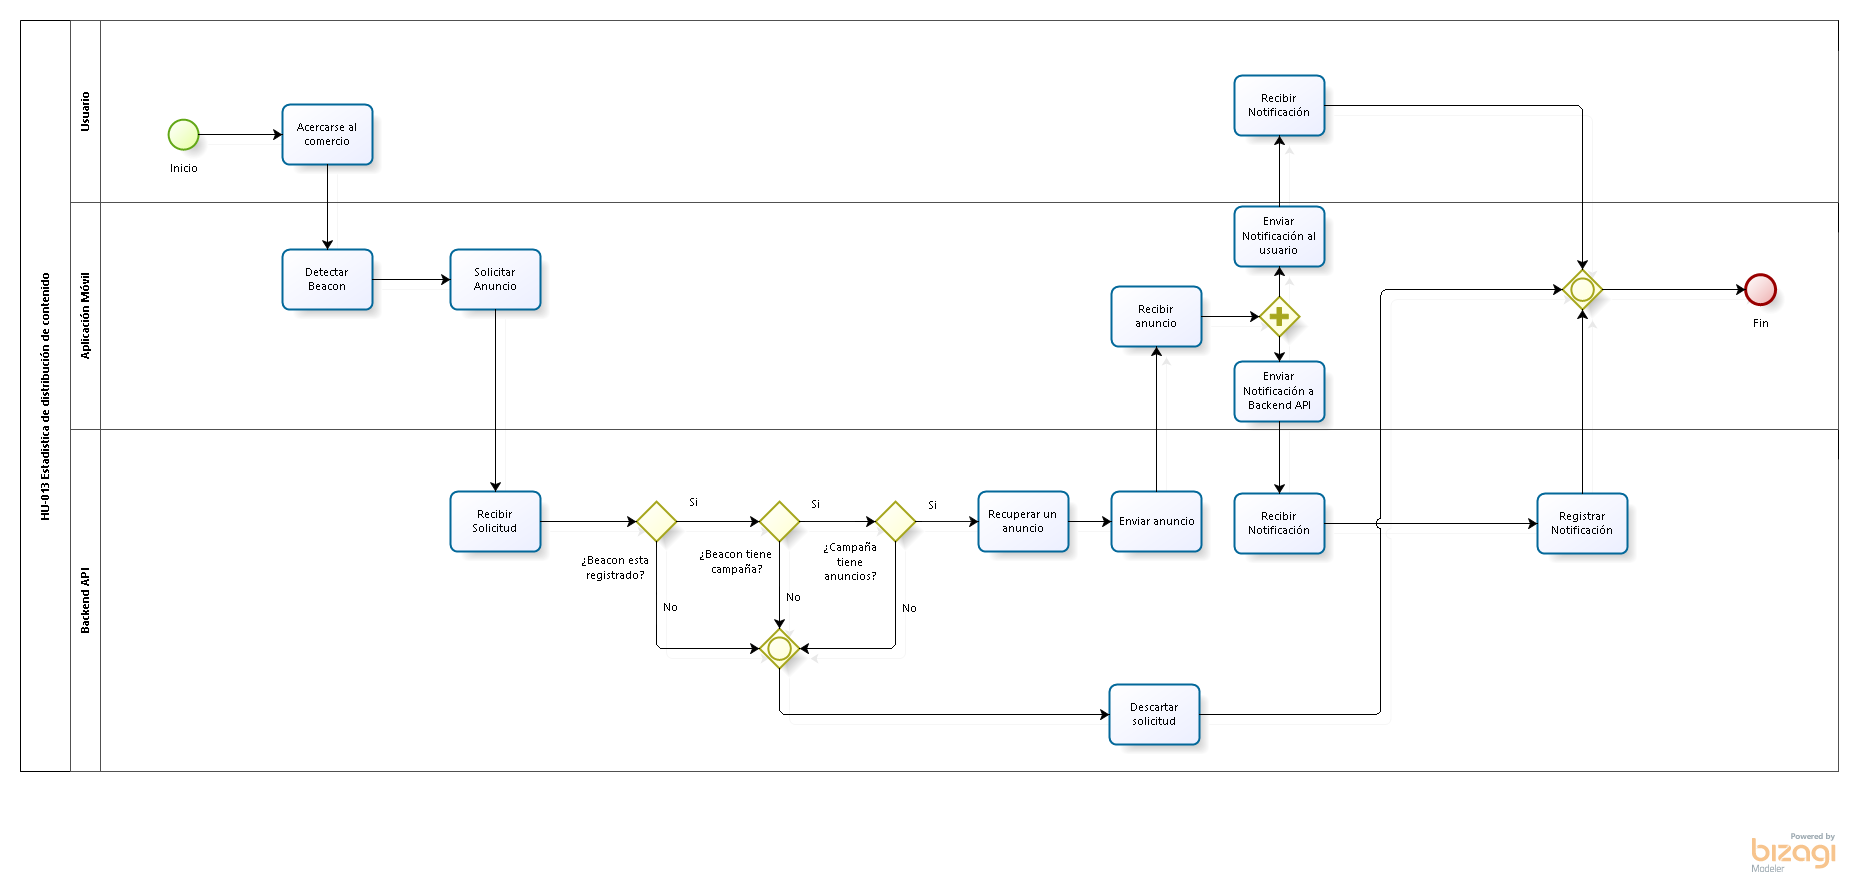 HU-013 Estadística de distribución de contenido
Usuario
Inicio
Acercarse al
comercio
Recibir
Notificación
Aplicación Móvil
Detectar
Beacon
Solicitar
Anuncio
Recibir
anuncio
Enviar
Notificación al
usuario
Enviar
Notificación a
Backend API
Fin
Backend API
Recibir
Solicitud
¿Beacon esta
registrado?
Si
No
¿Beacon tiene
campaña?
Si
No
¿Campaña
tiene
anuncios?
Si
No
Recuperar un
anuncio
Enviar anuncio
Recibir
Notificación
Registrar
Notificación
Descartar
solicitud
Powered by
bizagi
Modeler